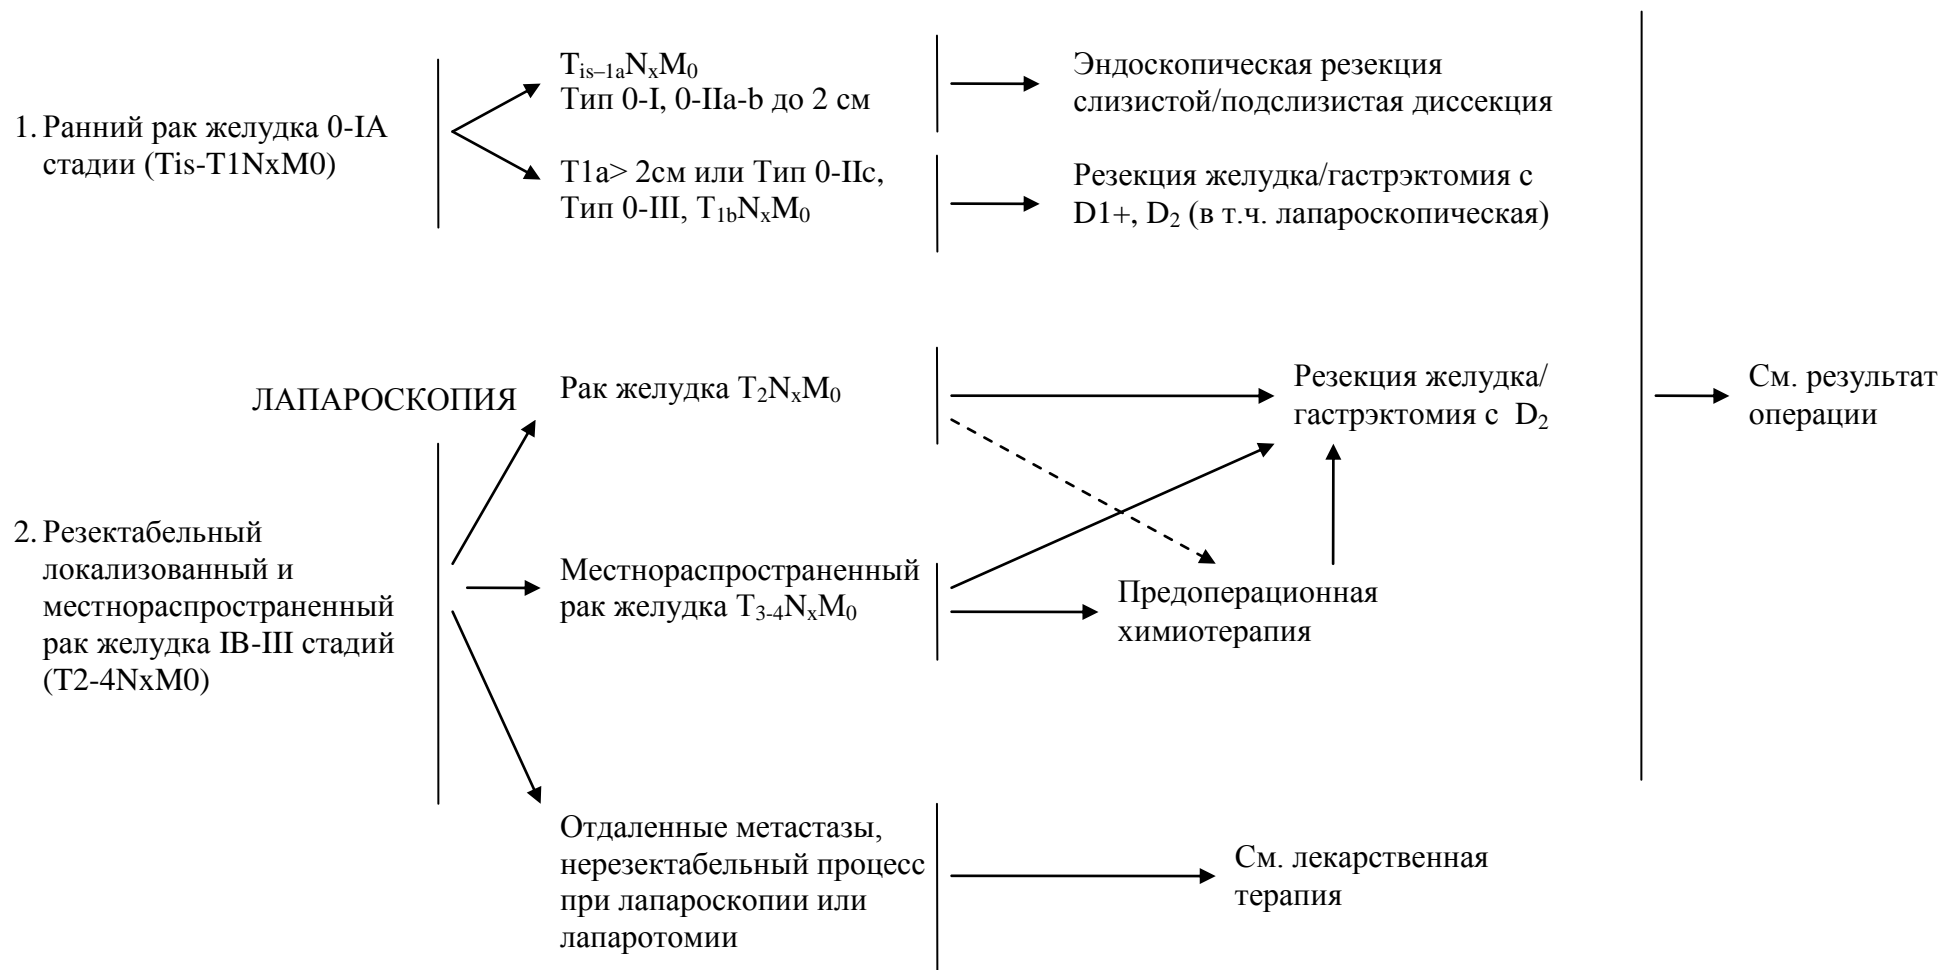 1. Ранний рак желудка 0-IA
стадии (Tis-T1NxM0)
Tis–1aNxM0
Тип 0-I, 0-IIa-b до 2 см
Эндоскопическая резекция
слизистой/подслизистая диссекция
T1a> 2см или Тип 0-IIc,
Тип 0-III, T1bNxM0
Резекция желудка/гастрэктомия с
D1+, D2 (в т.ч. лапароскопическая)
ЛАПАРОСКОПИЯ
2. Резектабельный
локализованный и
местнораспространенный
рак желудка IB-III стадий
(T2-4NxM0)
Рак желудка T2NxM0
Резекция желудка/
гастрэктомия с D2
Местнораспространенный
рак желудка T3-4NxM0
Предоперационная
химиотерапия
Отдаленные метастазы,
нерезектабельный процесс
при лапароскопии или
лапаротомии
См. лекарственная
терапия
См. результат
операции